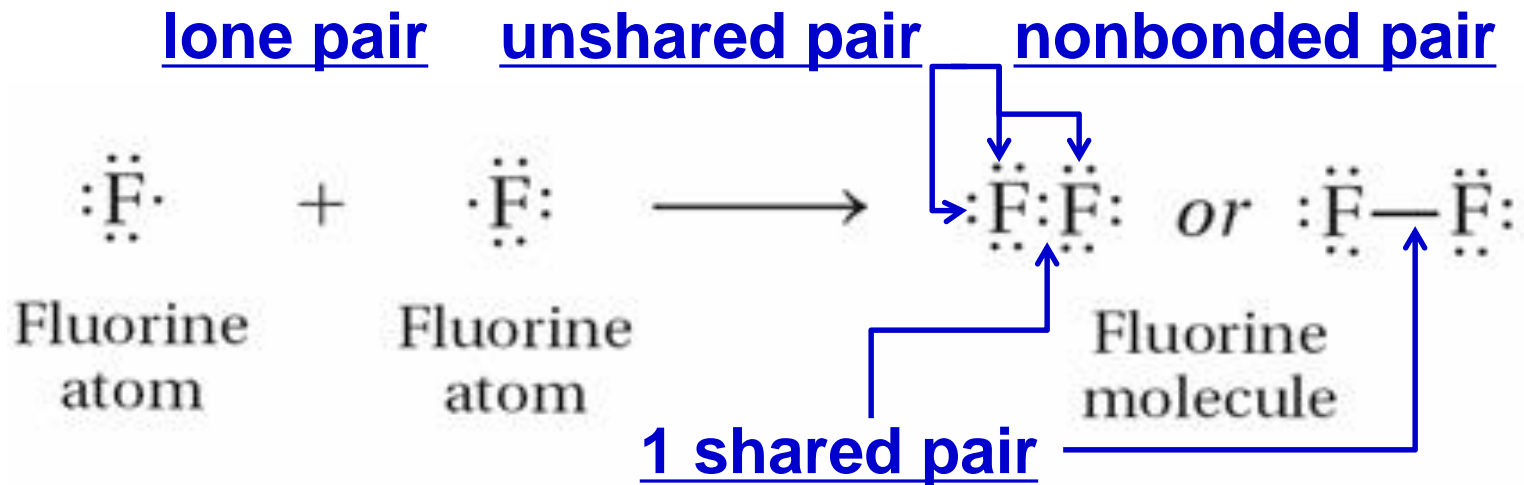 lone pair unshared pair nonbonded pair
:F̤̈· + ·F̤̈: ⟶ :F̤̈:F̤̈: or :F̤̈—F̤̈:
Fluorine atom
Fluorine atom
Fluorine molecule
1 shared pair